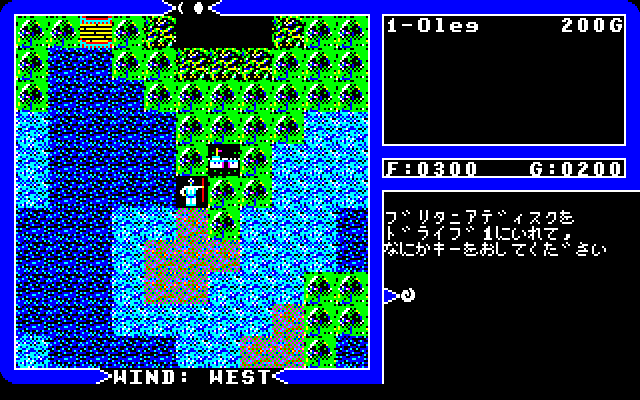 1-Oleg 200G
F:0300 G:0200
ブリタニアディスクを
ドライブ1にいれて,
なにかキーをおしてください
WIND: WEST